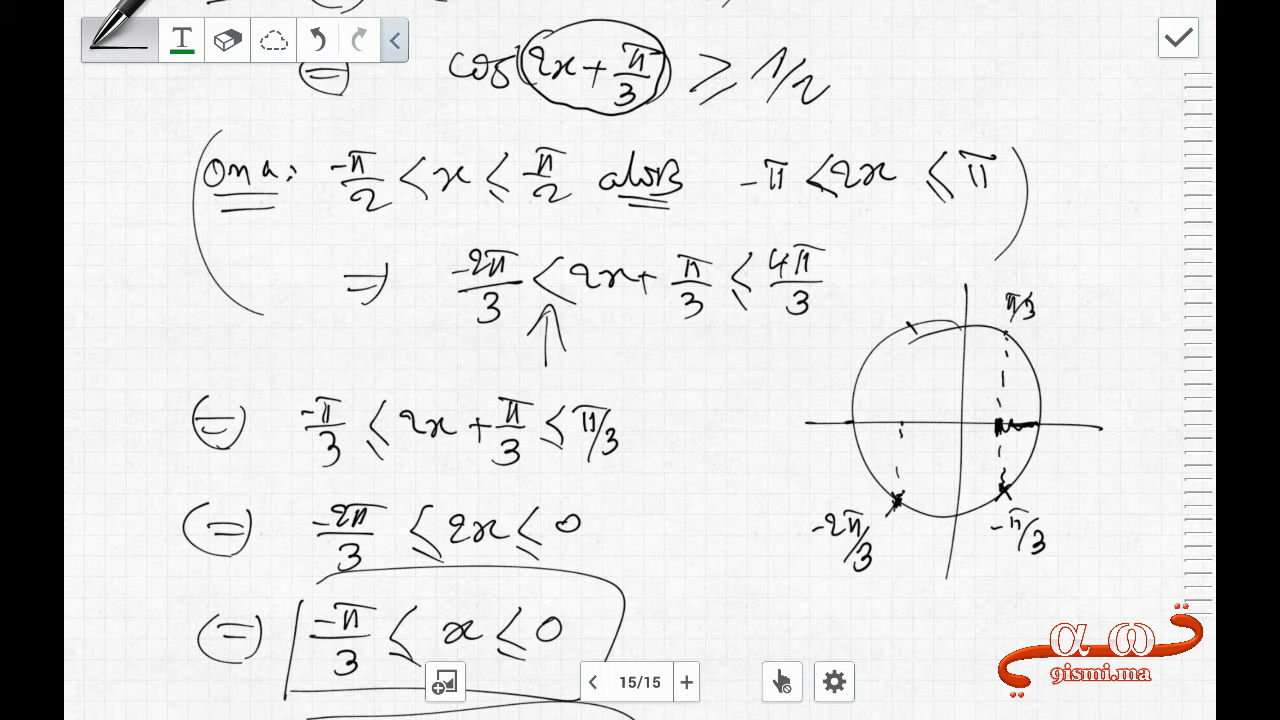 T
⇔ cos(2x + π/3) ≥ 1/2
On a : -π/2 < x ≤ π/2 alors -π < 2x ≤ π
⇒ -2π/3 < 2x + π/3 ≤ 4π/3
π/3
⇔ -π/3 ≤ 2x + π/3 ≤ π/3
⇔ -2π/3 ≤ 2x ≤ 0
-2π/3 -π/3
⇔ -π/3 ≤ x ≤ 0
α ω
gismi.ma
15/15